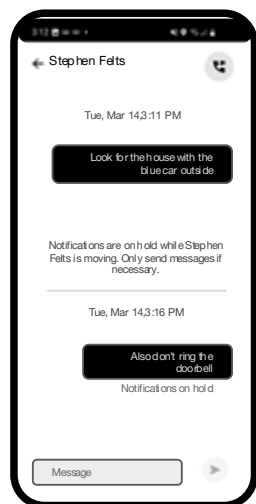 3:12
Stephen Felts
Tue, Mar 14,3:11 PM
Look for the house with the
blue car outside
Notifications are on hold while Stephen
Felts is moving. Only send messages if
necessary.
Tue, Mar 14,3:16 PM
Also don't ring the
doorbell
Notifications on hold
Message